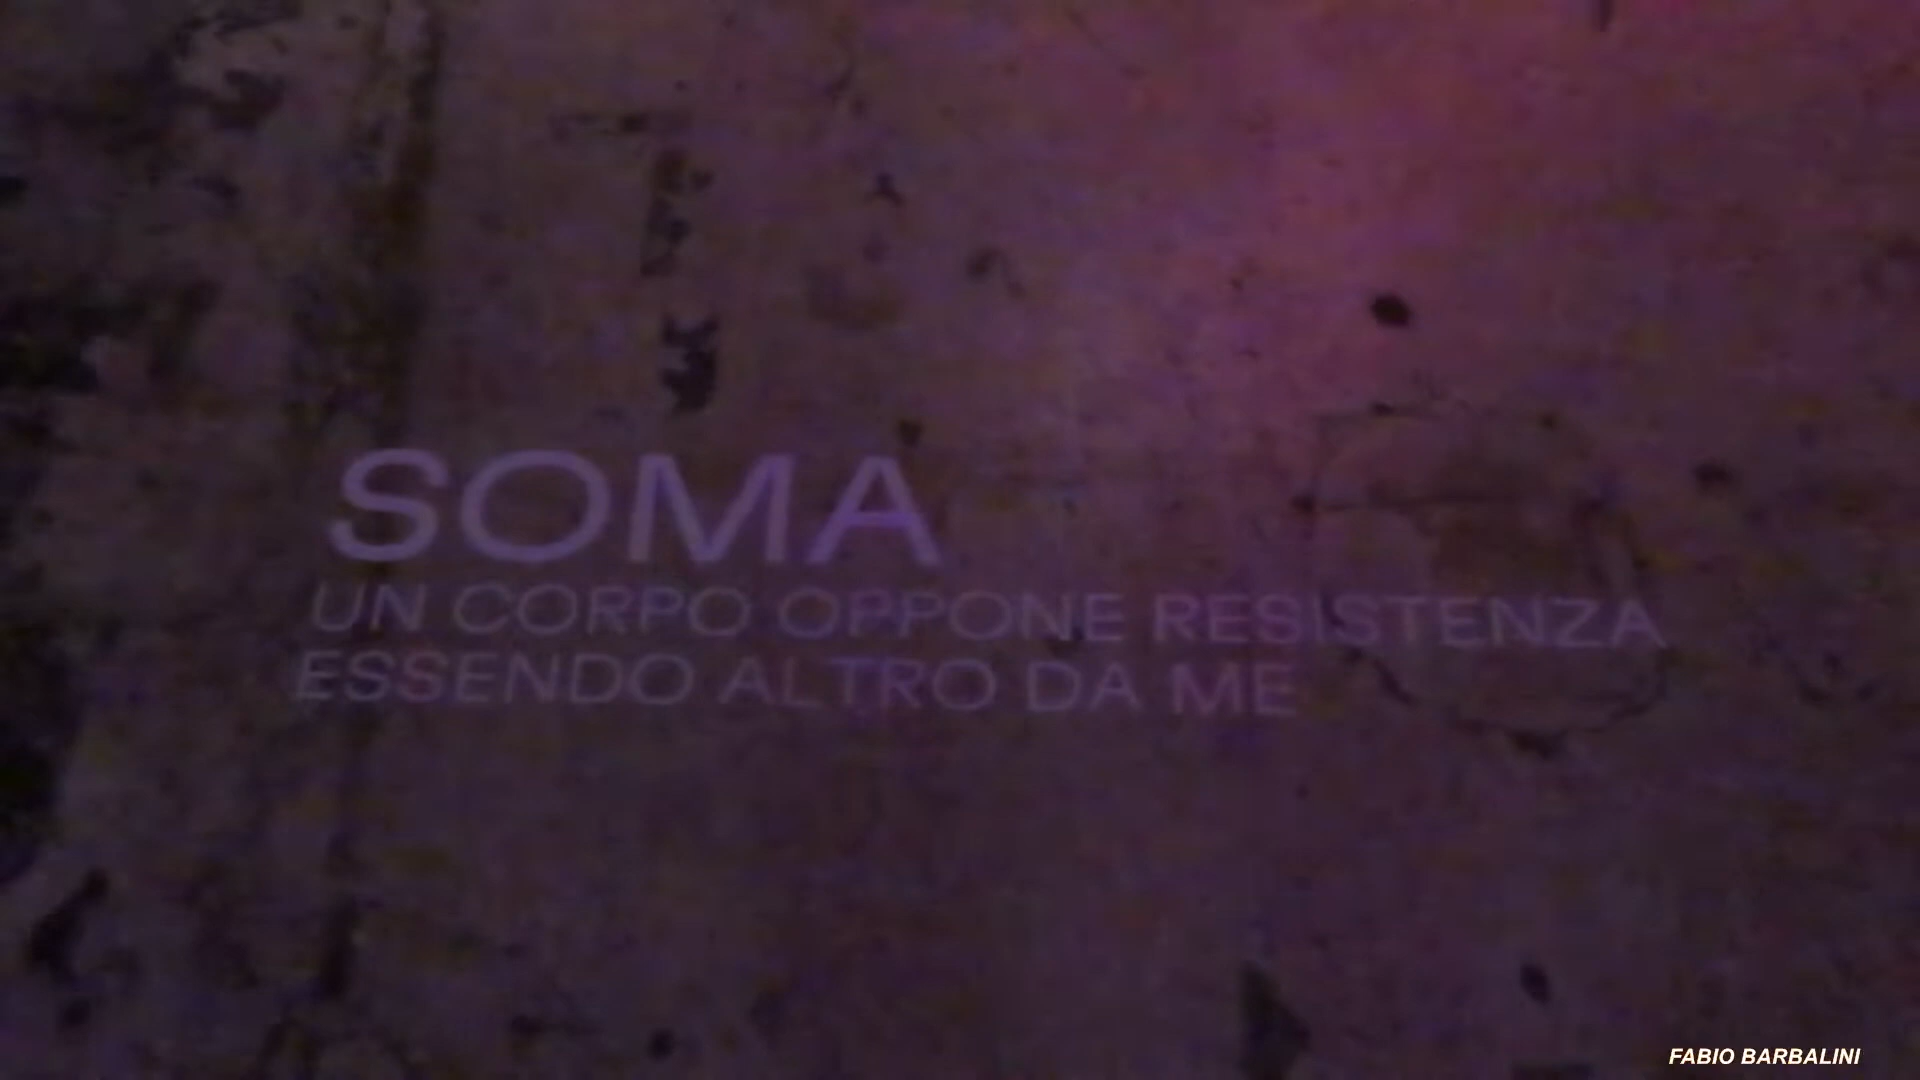 SOMA
UN CORPO OPPONE RESISTENZA
ESSENDO ALTRO DA ME
FABIO BARBALINI